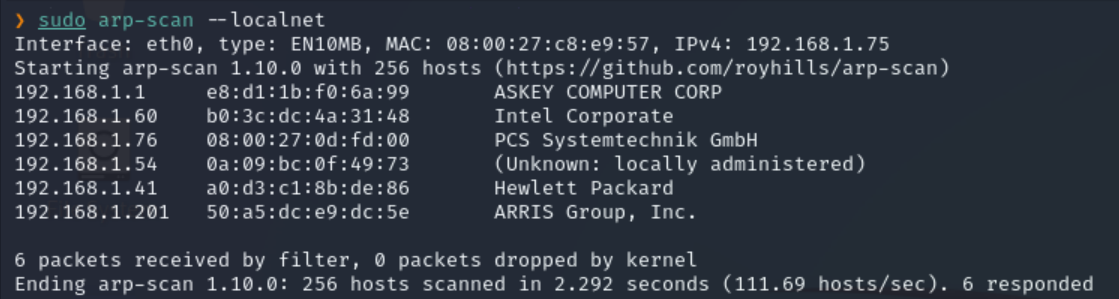 ❯ sudo arp-scan --localnet
Interface: eth0, type: EN10MB, MAC: 08:00:27:c8:e9:57, IPv4: 192.168.1.75
Starting arp-scan 1.10.0 with 256 hosts (https://github.com/royhills/arp-scan)
192.168.1.1 e8:d1:1b:f0:6a:99 ASKEY COMPUTER CORP
192.168.1.60 b0:3c:dc:4a:31:48 Intel Corporate
192.168.1.76 08:00:27:0d:fd:00 PCS Systemtechnik GmbH
192.168.1.54 0a:09:bc:0f:49:73 (Unknown: locally administered)
192.168.1.41 a0:d3:c1:8b:de:86 Hewlett Packard
192.168.1.201 50:a5:dc:e9:dc:5e ARRIS Group, Inc.
6 packets received by filter, 0 packets dropped by kernel
Ending arp-scan 1.10.0: 256 hosts scanned in 2.292 seconds (111.69 hosts/sec). 6 responded